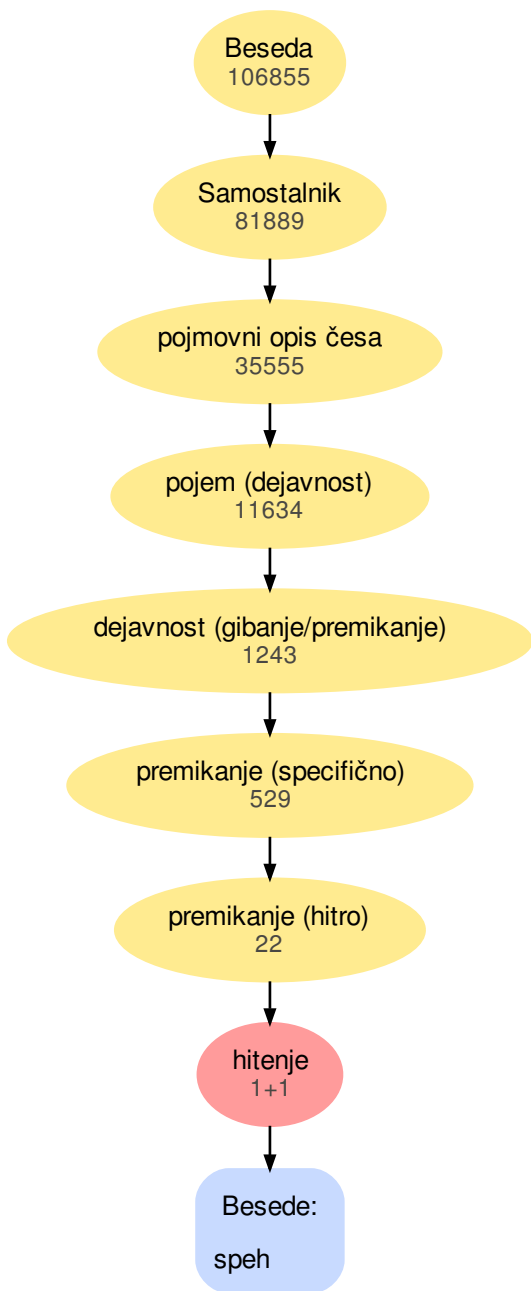 Beseda
106855
Samostalnik
81889
pojmovni opis česa
35555
pojem (dejavnost)
11634
dejavnost (gibanje/premikanje)
1243
premikanje (specifično)
529
premikanje (hitro)
22
hitenje
1+1
Besede:
speh